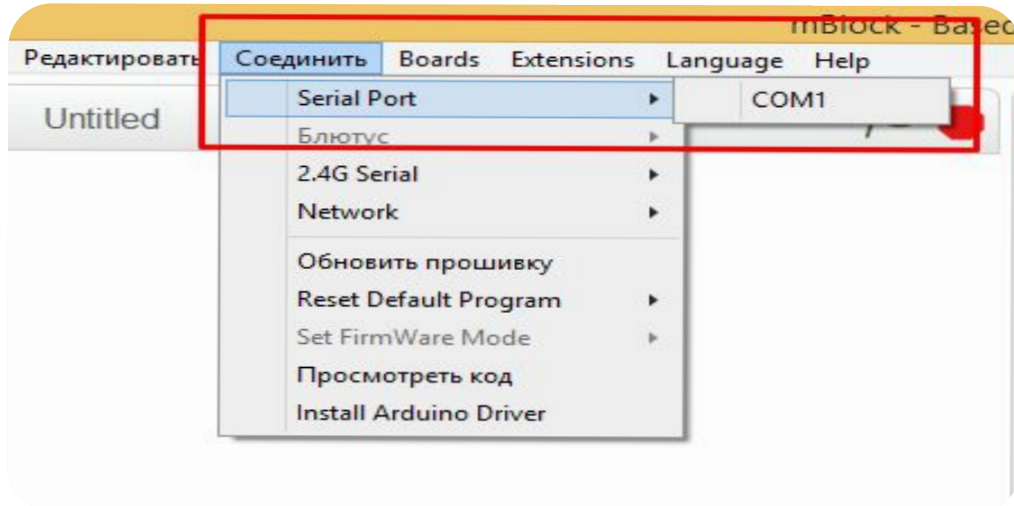 mBlock - Based
Редактировать Соединить Boards Extensions Language Help
Untitled
Serial Port COM1
Блютус
2.4G Serial
Network
Обновить прошивку
Reset Default Program
Set FirmWare Mode
Просмотреть код
Install Arduino Driver